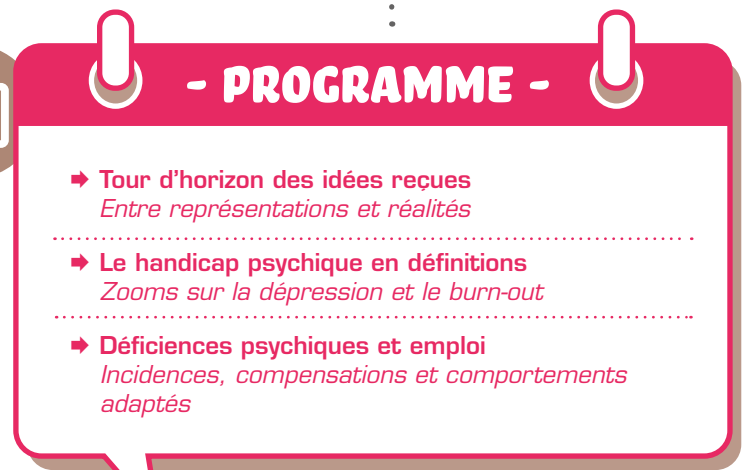 - PROGRAMME -
➡ Tour d'horizon des idées reçues
Entre représentations et réalités
➡ Le handicap psychique en définitions
Zooms sur la dépression et le burn-out
➡ Déficiences psychiques et emploi
Incidences, compensations et comportements
adaptés